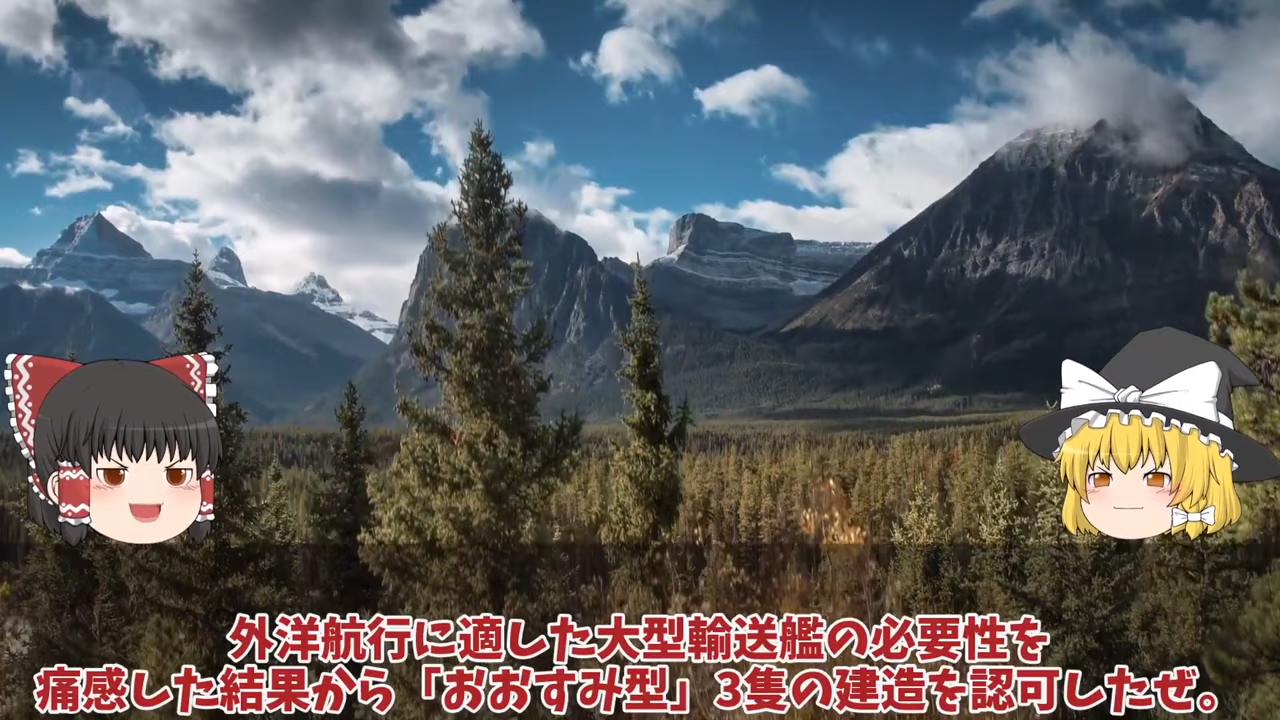 外洋航行に適した大型輸送艦の必要性を
痛感した結果から「おおすみ型」3隻の建造を認可したぜ。